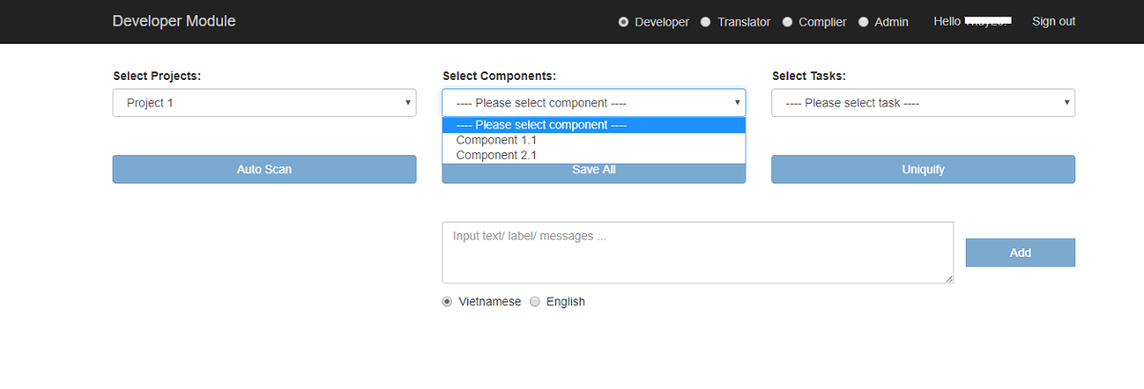 Developer Module
Developer Translator Complier Admin Hello Sign out
Select Projects: Select Components: Select Tasks:
Project 1 ---- Please select component ---- ---- Please select task ----
---- Please select component ----
Component 1.1
Component 2.1
Auto Scan Save All Uniquify
Input text/ label/ messages ...
Add
Vietnamese English